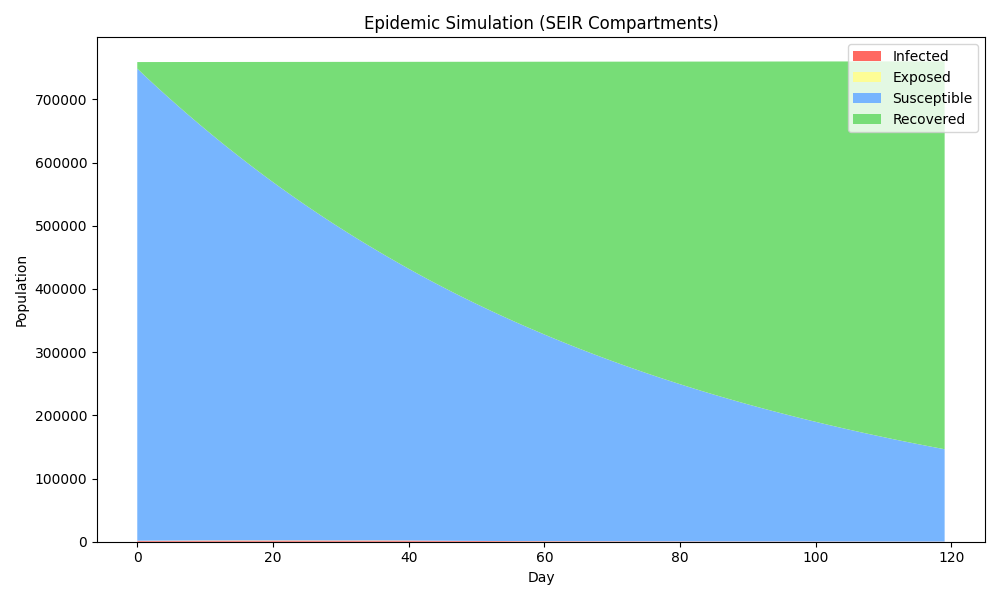 Epidemic Simulation (SEIR Compartments)
Infected
Exposed
Susceptible
Recovered
Population
700000
600000
500000
400000
300000
200000
100000
0
0 20 40 60 80 100 120
Day